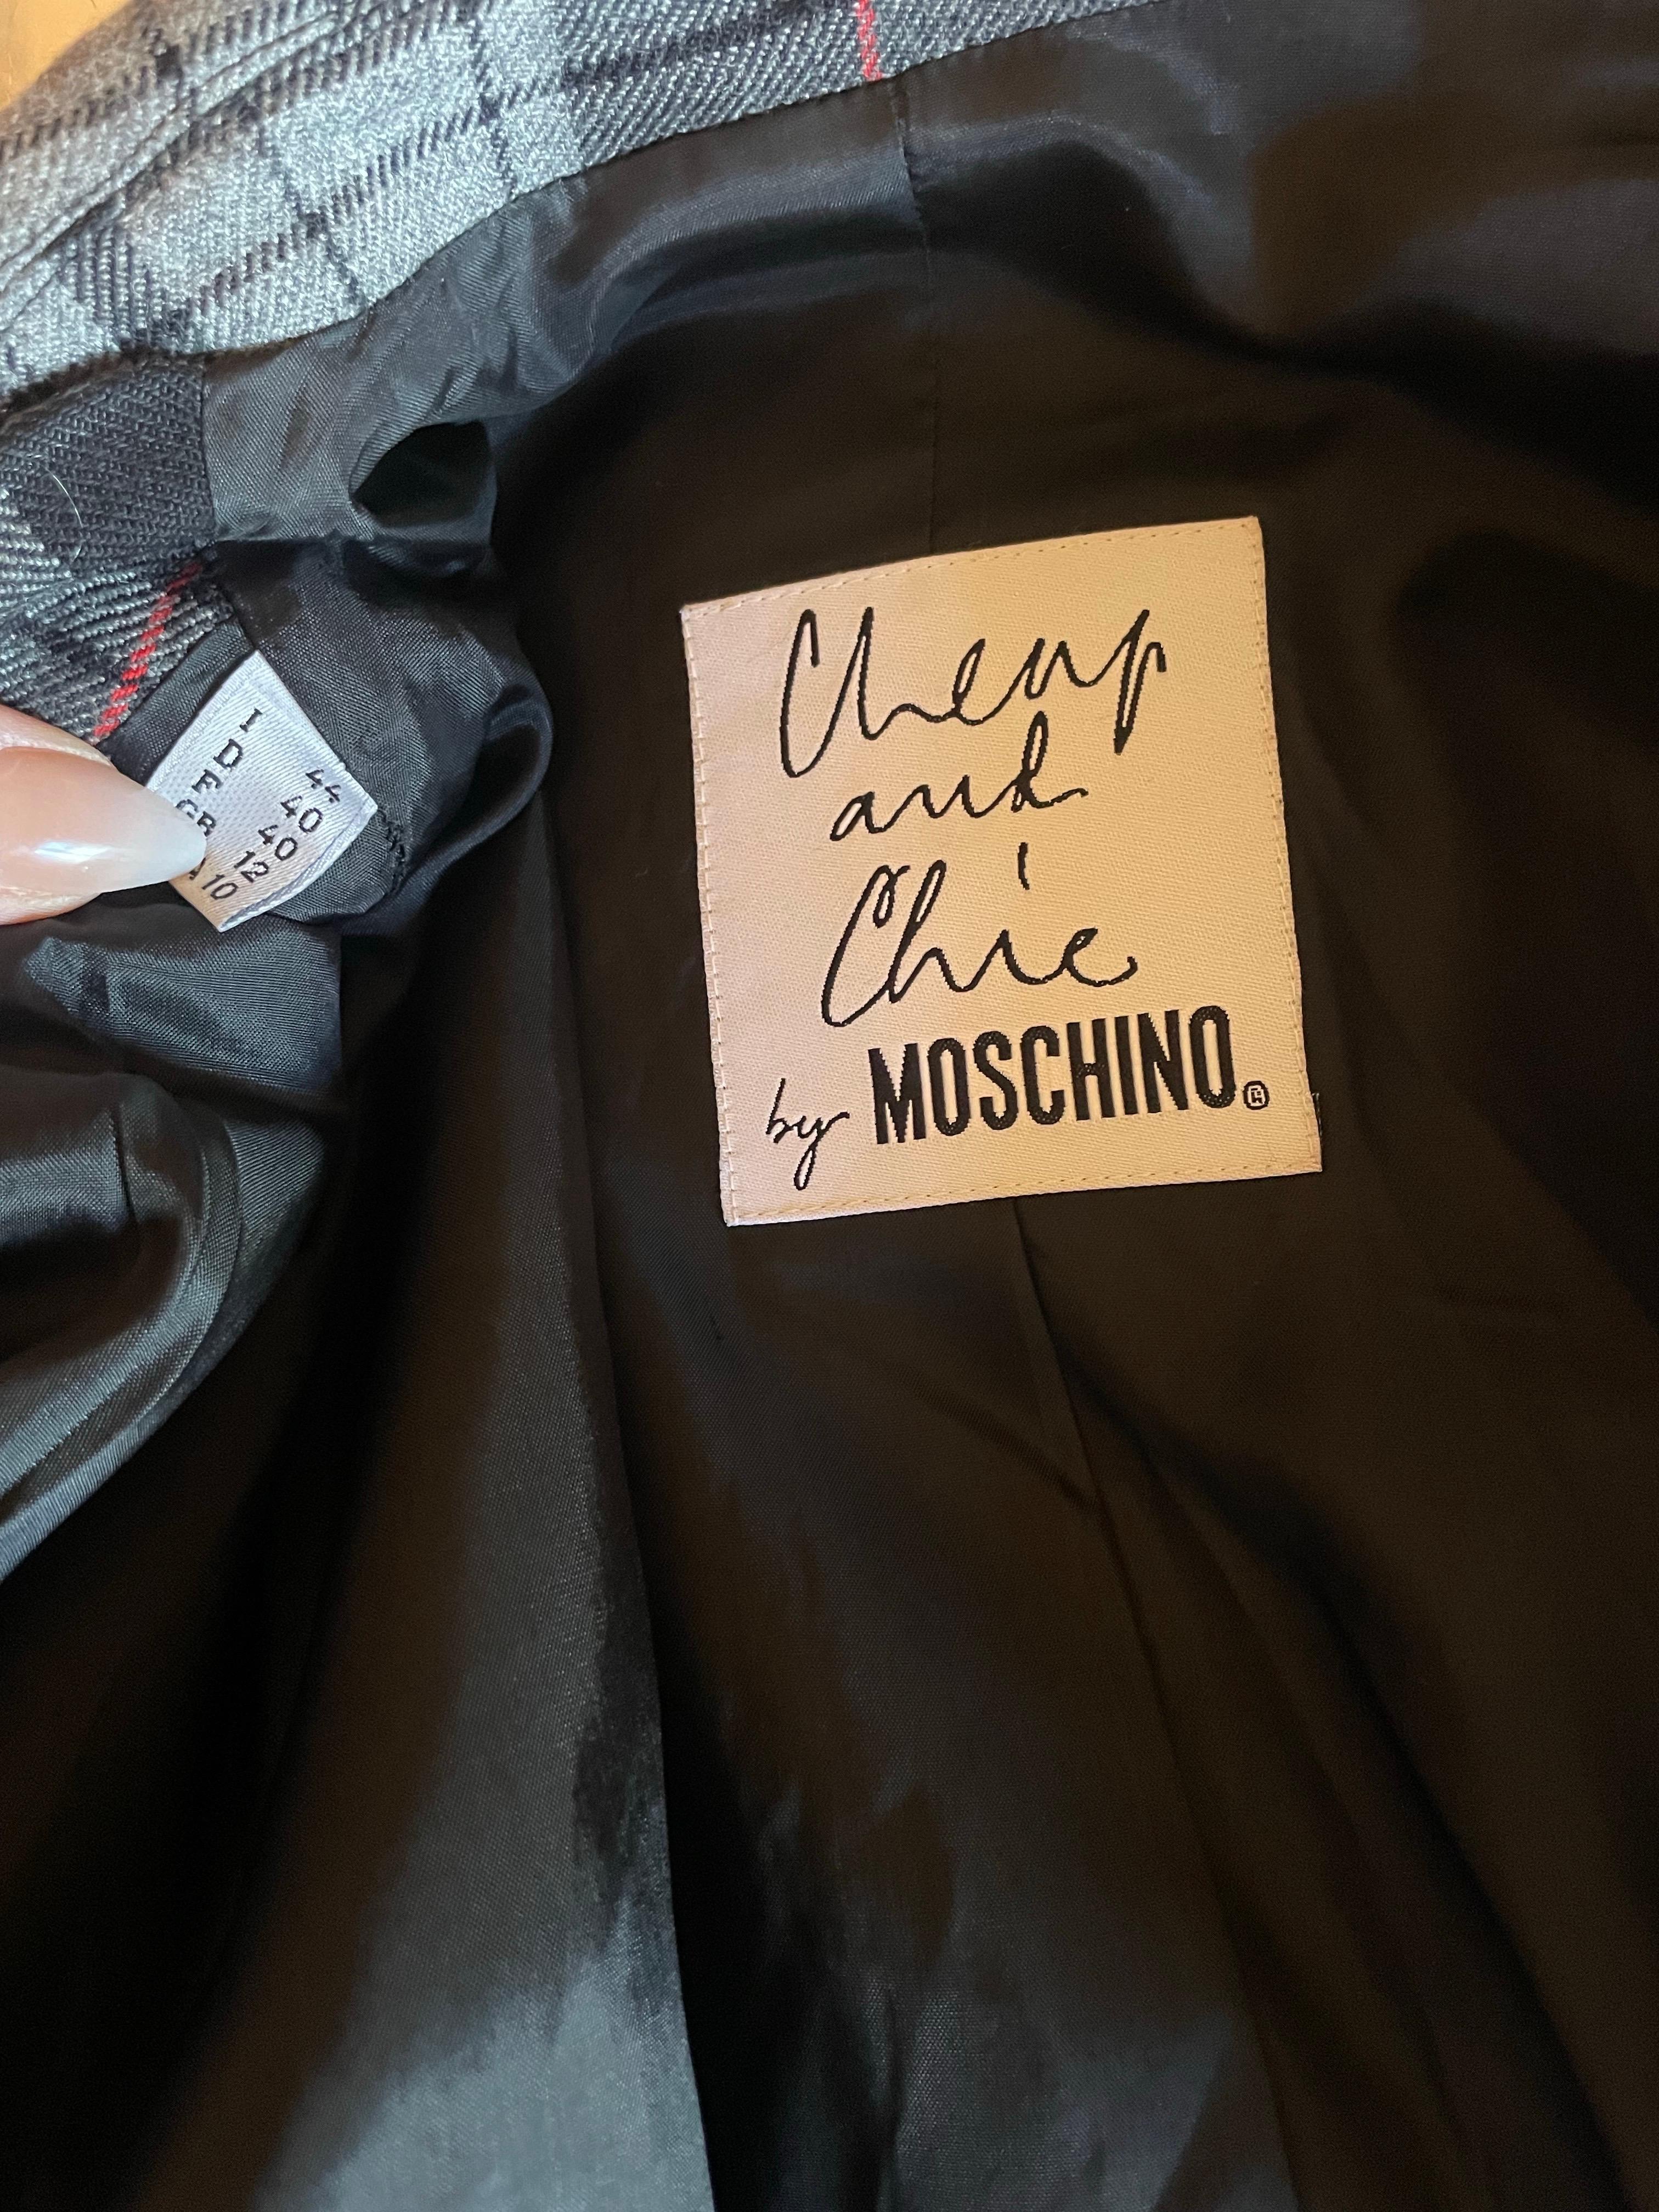 I 44
D 40
F 40
GB 12
10
Cheap
and
Chic
by MOSCHINO®